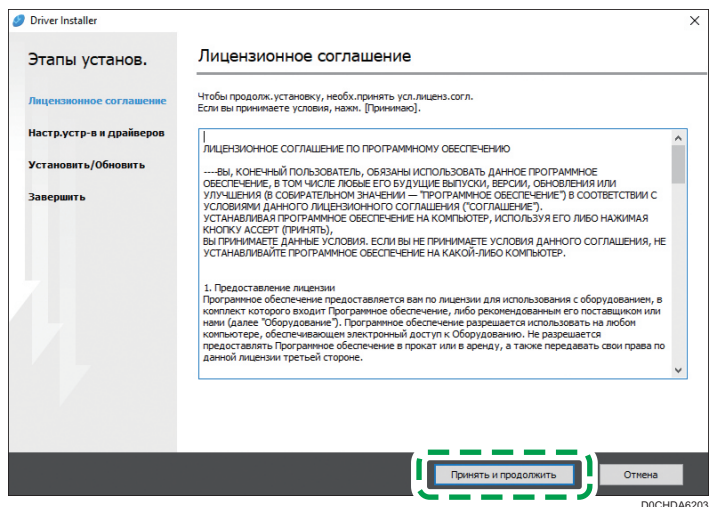 Driver Installer
Этапы установ.
Лицензионное соглашение
Настр.устр-в и драйверов
Установить/Обновить
Завершить
Лицензионное соглашение
Чтобы продолж.установку, необх.принять усл.лиценз.согл.
Если вы принимаете условия, нажм. [Принимаю].
ЛИЦЕНЗИОННОЕ СОГЛАШЕНИЕ ПО ПРОГРАММНОМУ ОБЕСПЕЧЕНИЮ
----ВЫ, КОНЕЧНЫЙ ПОЛЬЗОВАТЕЛЬ, ОБЯЗАНЫ ИСПОЛЬЗОВАТЬ ДАННОЕ ПРОГРАММНОЕ
ОБЕСПЕЧЕНИЕ, В ТОМ ЧИСЛЕ ЛЮБЫЕ ЕГО БУДУЩИЕ ВЫПУСКИ, ВЕРСИИ, ОБНОВЛЕНИЯ ИЛИ
УЛУЧШЕНИЯ (В СОБИРАТЕЛЬНОМ ЗНАЧЕНИИ — "ПРОГРАММНОЕ ОБЕСПЕЧЕНИЕ") В СООТВЕТСТВИИ С
УСЛОВИЯМИ ДАННОГО ЛИЦЕНЗИОННОГО СОГЛАШЕНИЯ ("СОГЛАШЕНИЕ").
УСТАНАВЛИВАЯ ПРОГРАММНОЕ ОБЕСПЕЧЕНИЕ НА КОМПЬЮТЕР, ИСПОЛЬЗУЯ ЕГО ЛИБО НАЖИМАЯ
КНОПКУ ACCEPT (ПРИНЯТЬ),
ВЫ ПРИНИМАЕТЕ ДАННЫЕ УСЛОВИЯ. ЕСЛИ ВЫ НЕ ПРИНИМАЕТЕ УСЛОВИЯ ДАННОГО СОГЛАШЕНИЯ, НЕ
УСТАНАВЛИВАЙТЕ ПРОГРАММНОЕ ОБЕСПЕЧЕНИЕ НА КАКОЙ-ЛИБО КОМПЬЮТЕР.
1. Предоставление лицензии
Программное обеспечение предоставляется вам по лицензии для использования с оборудованием, в
комплект которого входит Программное обеспечение, либо рекомендованным его поставщиком или
нами (далее "Оборудование"). Программное обеспечение разрешается использовать на любом
компьютере, обеспечивающем электронный доступ к Оборудованию. Не разрешается
предоставлять Программное обеспечение в прокат или в аренду, а также передавать свои права по
данной лицензии третьей стороне.
Принять и продолжить
Отмена
D0CHDA6203